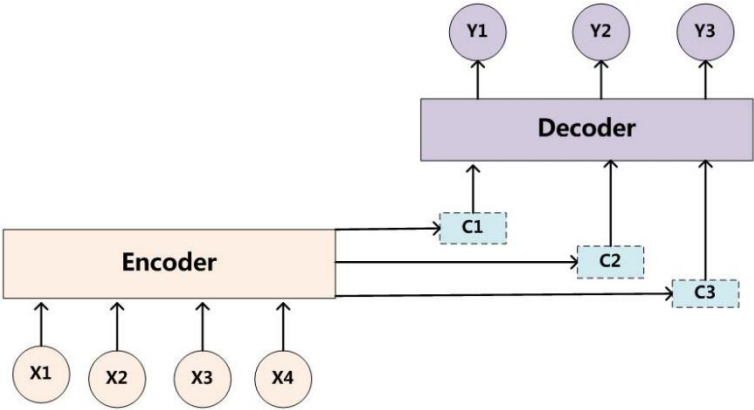 Y1 Y2 Y3
Decoder
C1
Encoder
C2
C3
X1 X2 X3 X4